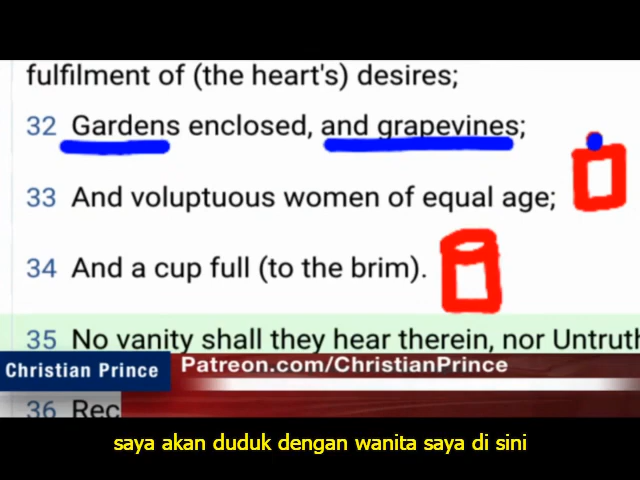 fulfilment of (the heart's) desires;
32 Gardens enclosed, and grapevines;
33 And voluptuous women of equal age;
34 And a cup full (to the brim).
35 No vanity shall they hear therein, nor Untruth
Christian Prince
Patreon.com/ChristianPrince
36 Rec
saya akan duduk dengan wanita saya di sini